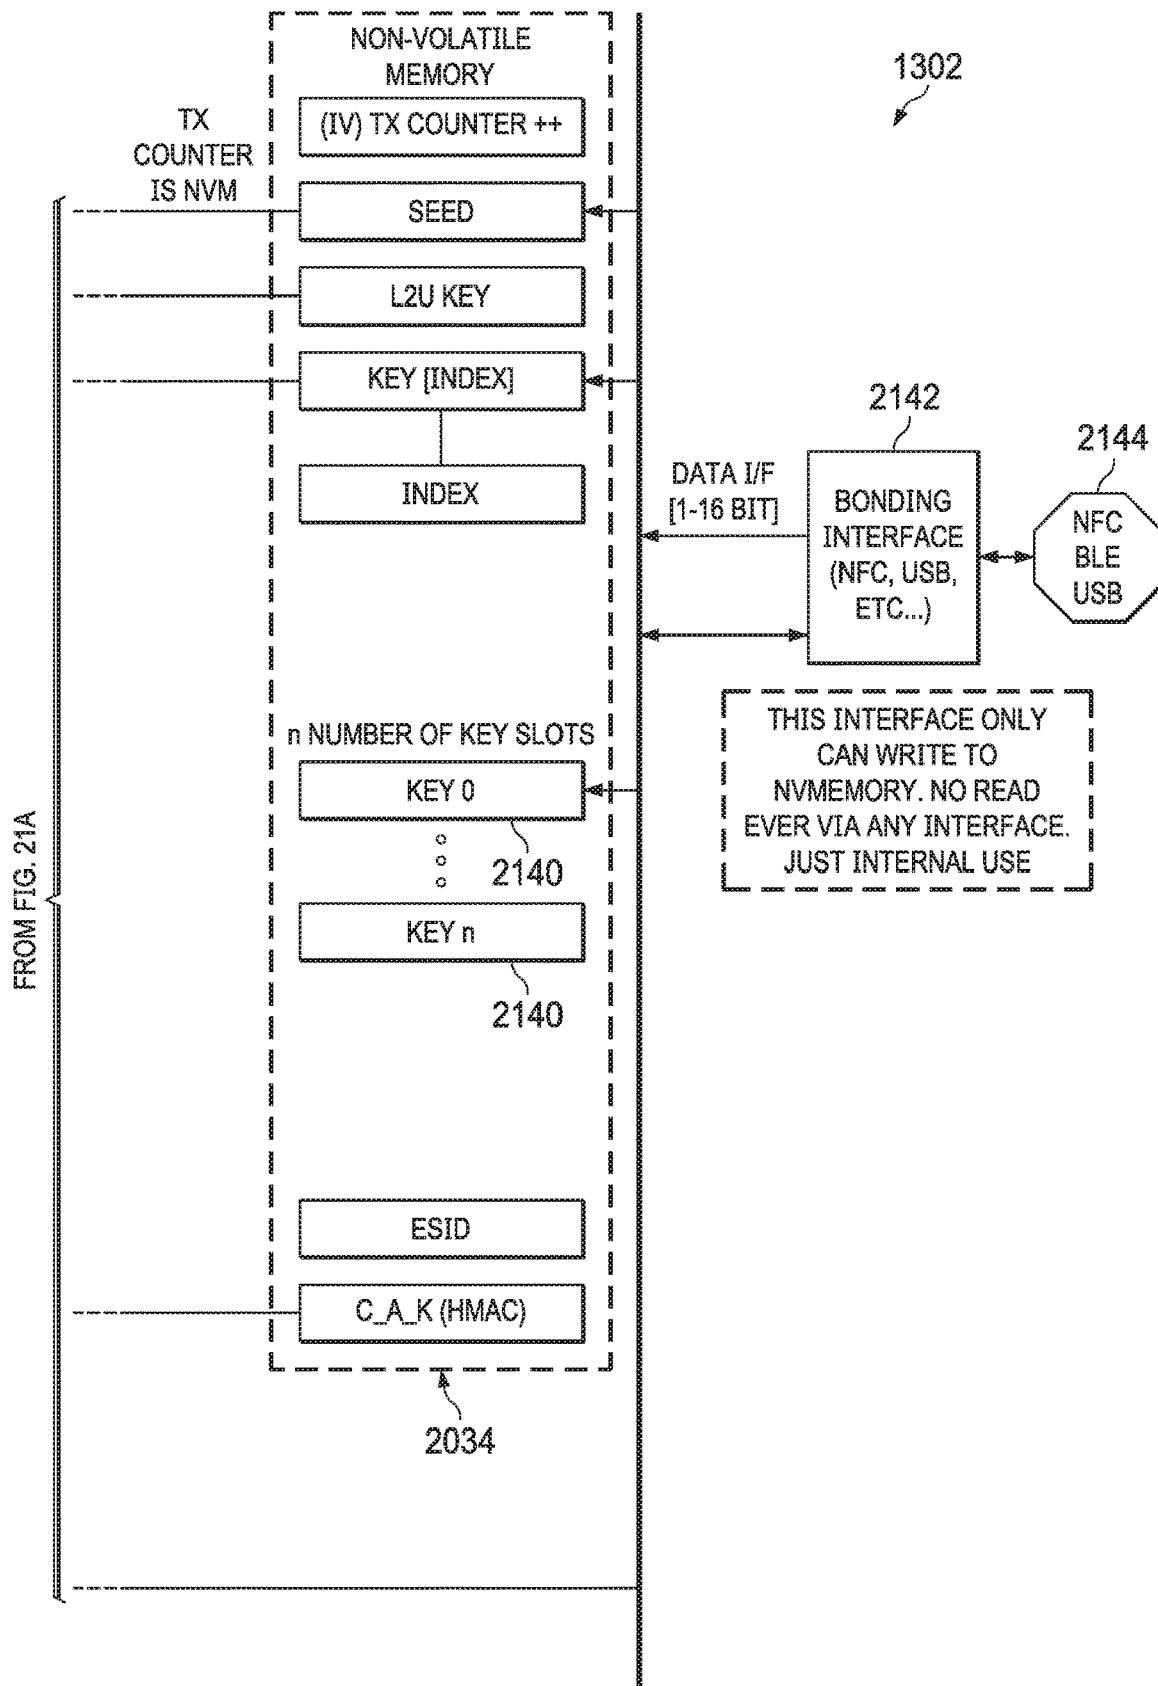 NON-VOLATILE
MEMORY
1302
(IV) TX COUNTER ++
TX
COUNTER
IS NVM
SEED
L2U KEY
KEY [INDEX]
INDEX
2142
2144
DATA I/F
[1-16 BIT]
BONDING
INTERFACE
(NFC, USB,
ETC...)
NFC
BLE
USB
n NUMBER OF KEY SLOTS
KEY 0
2140
KEY n
2140
THIS INTERFACE ONLY
CAN WRITE TO
NVMEMORY. NO READ
EVER VIA ANY INTERFACE.
JUST INTERNAL USE
FROM FIG. 21A
ESID
C_A_K (HMAC)
2034